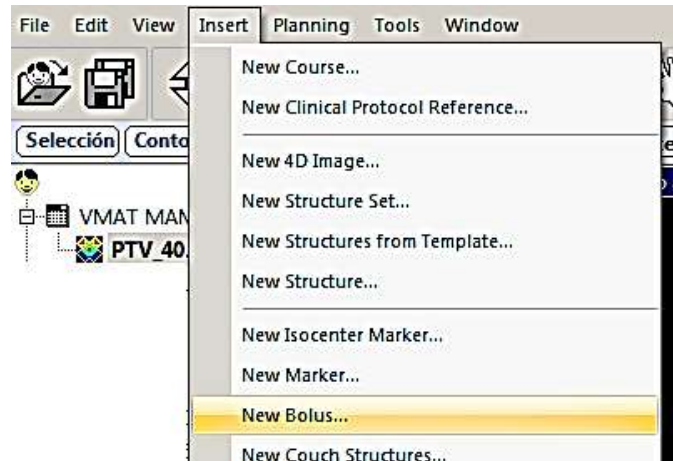 File Edit View Insert Planning Tools Window
New Course...
New Clinical Protocol Reference...
Selección Conto
New 4D Image...
New Structure Set...
VMAT MAM
New Structures from Template...
PTV_40.
New Structure...
New Isocenter Marker...
New Marker...
New Bolus...
New Couch Structures...